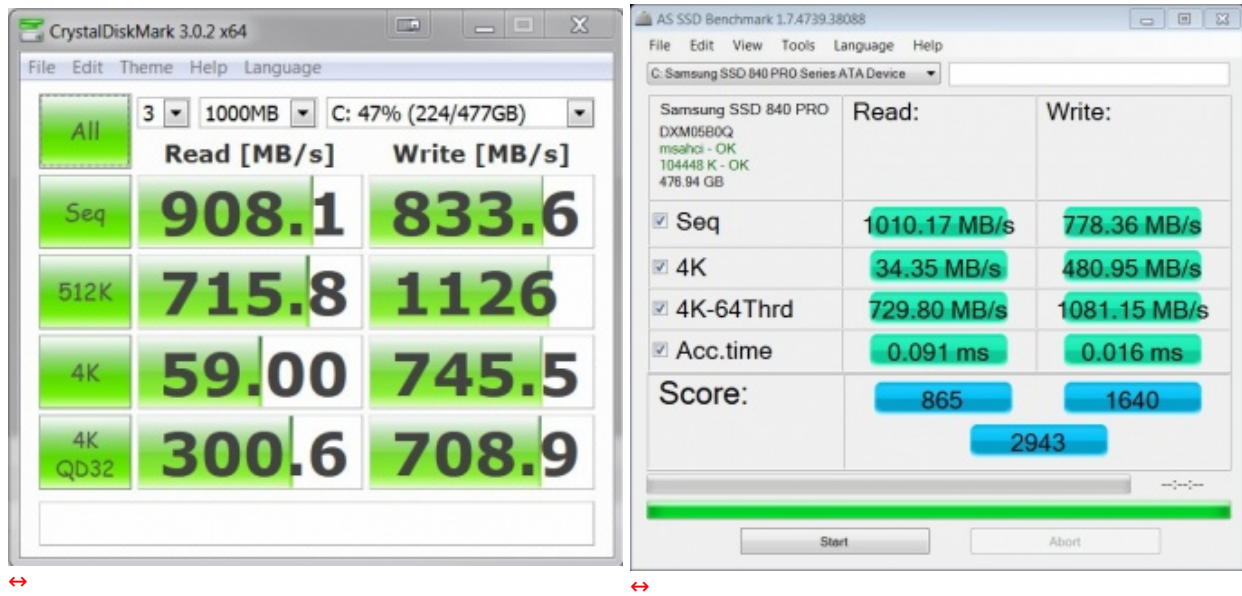 CrystalDiskMark 3.0.2 x64
File Edit Theme Help Language
All
3 1000MB C: 47% (224/477GB)
Read [MB/s] Write [MB/s]
Seq 908.1 833.6
512K 715.8 1126
4K 59.00 745.5
4K QD32 300.6 708.9
AS SSD Benchmark 1.7.4739.38088
File Edit View Tools Language Help
C: Samsung SSD 840 PRO Series ATA Device
Samsung SSD 840 PRO
DXM05B0Q
msahci - OK
104448 K - OK
476.94 GB
Read: Write:
Seq 1010.17 MB/s 778.36 MB/s
4K 34.35 MB/s 480.95 MB/s
4K-64Thrd 729.80 MB/s 1081.15 MB/s
Acc.time 0.091 ms 0.016 ms
Score: 865 1640
2943
--:--:--
Start Abort